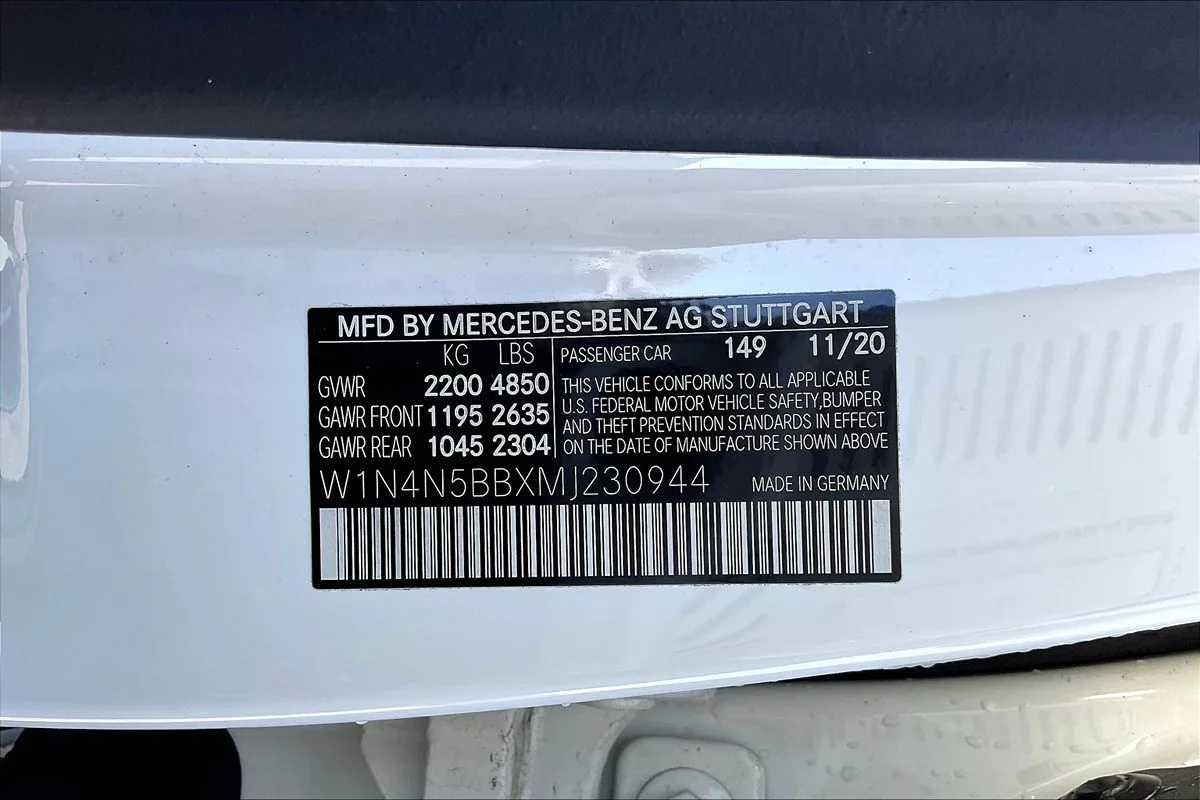 MFD BY MERCEDES-BENZ AG STUTTGART
KG LBS
GVWR 2200 4850
GAWR FRONT 1195 2635
GAWR REAR 1045 2304
PASSENGER CAR 149 11/20
THIS VEHICLE CONFORMS TO ALL APPLICABLE
U.S. FEDERAL MOTOR VEHICLE SAFETY,BUMPER
AND THEFT PREVENTION STANDARDS IN EFFECT
ON THE DATE OF MANUFACTURE SHOWN ABOVE
W1N4N5BBXMJ230944 MADE IN GERMANY